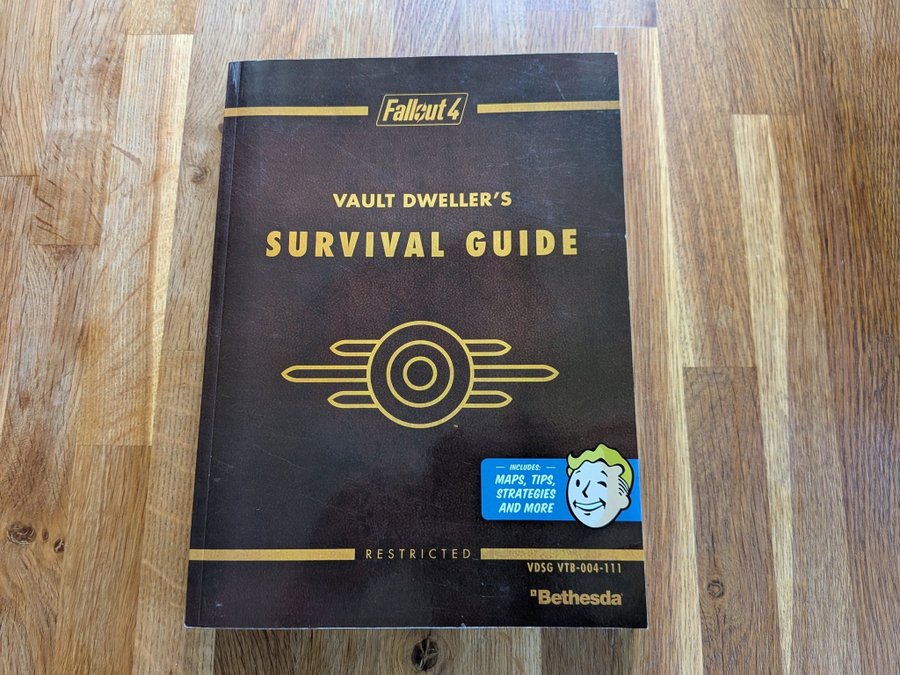 Fallout 4
VAULT DWELLER'S
SURVIVAL GUIDE
INCLUDES:
MAPS, TIPS,
STRATEGIES
AND MORE
RESTRICTED
VDSG VTB-004-111
Bethesda